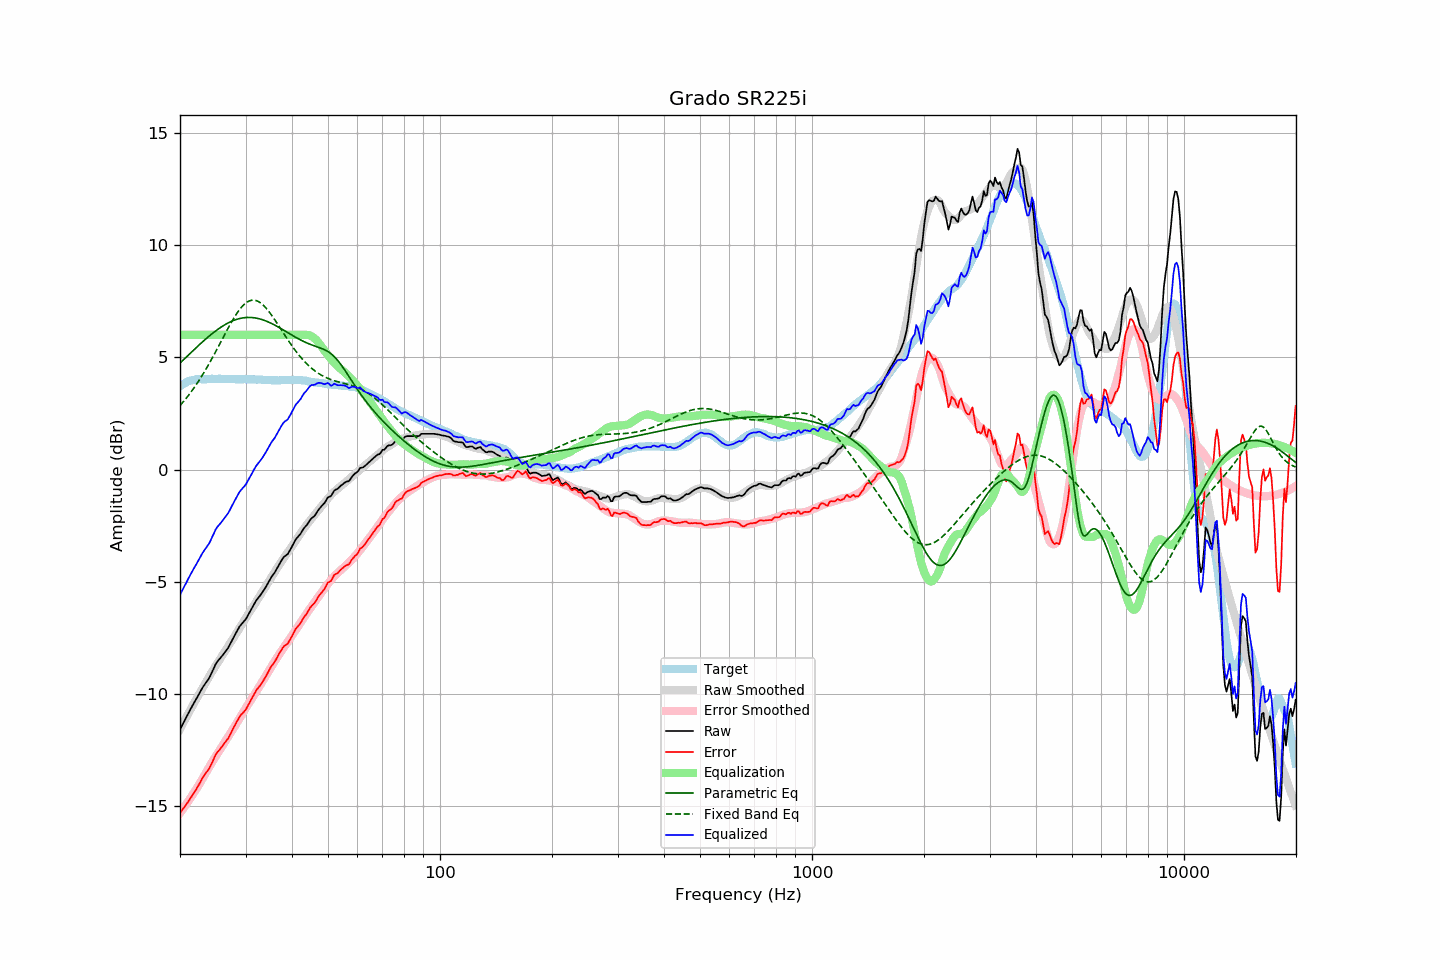 Grado SR225i
Amplitude (dBr)
15
10
5
0
−5
−10
−15
Target
Raw Smoothed
Error Smoothed
Raw
Error
Equalization
Parametric Eq
Fixed Band Eq
Equalized
100
1000
10000
Frequency (Hz)